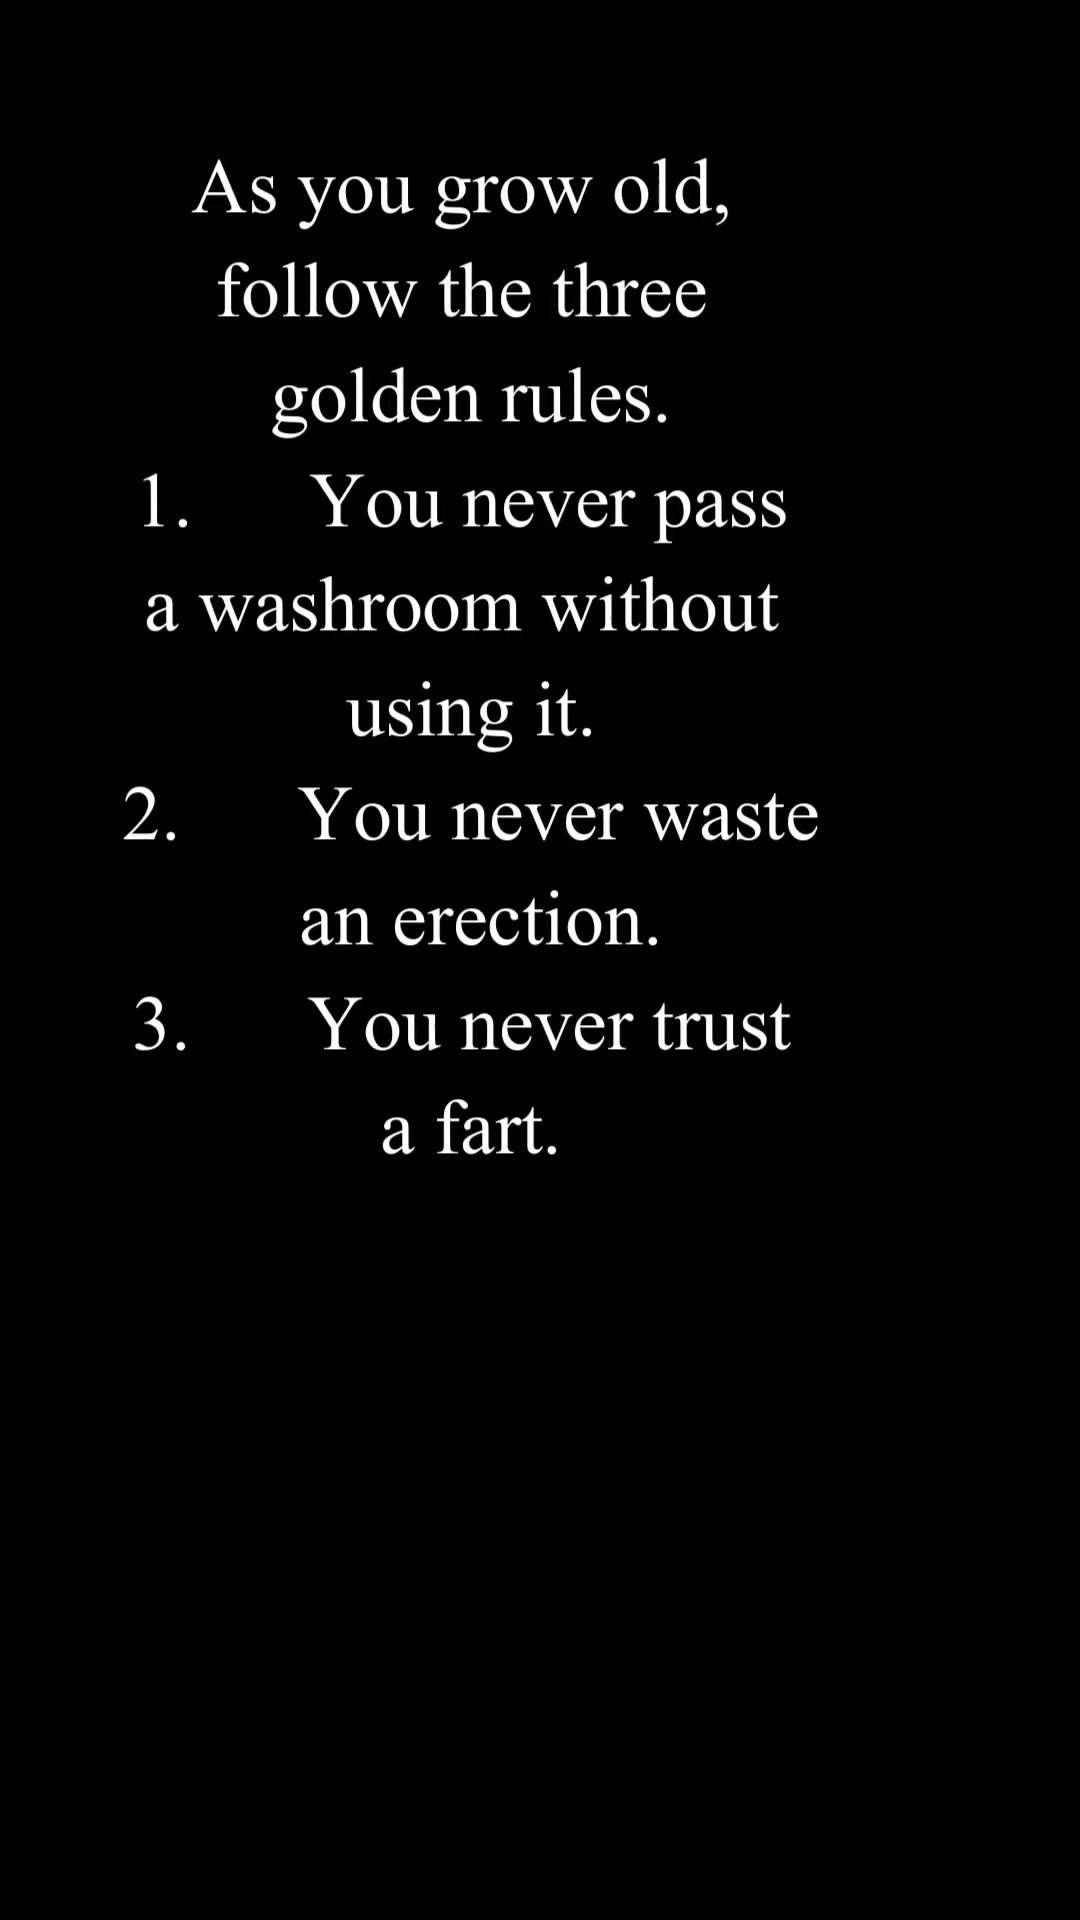 As you grow old,
follow the three
golden rules.
1. You never pass
a washroom without
using it.
2. You never waste
an erection.
3. You never trust
a fart.